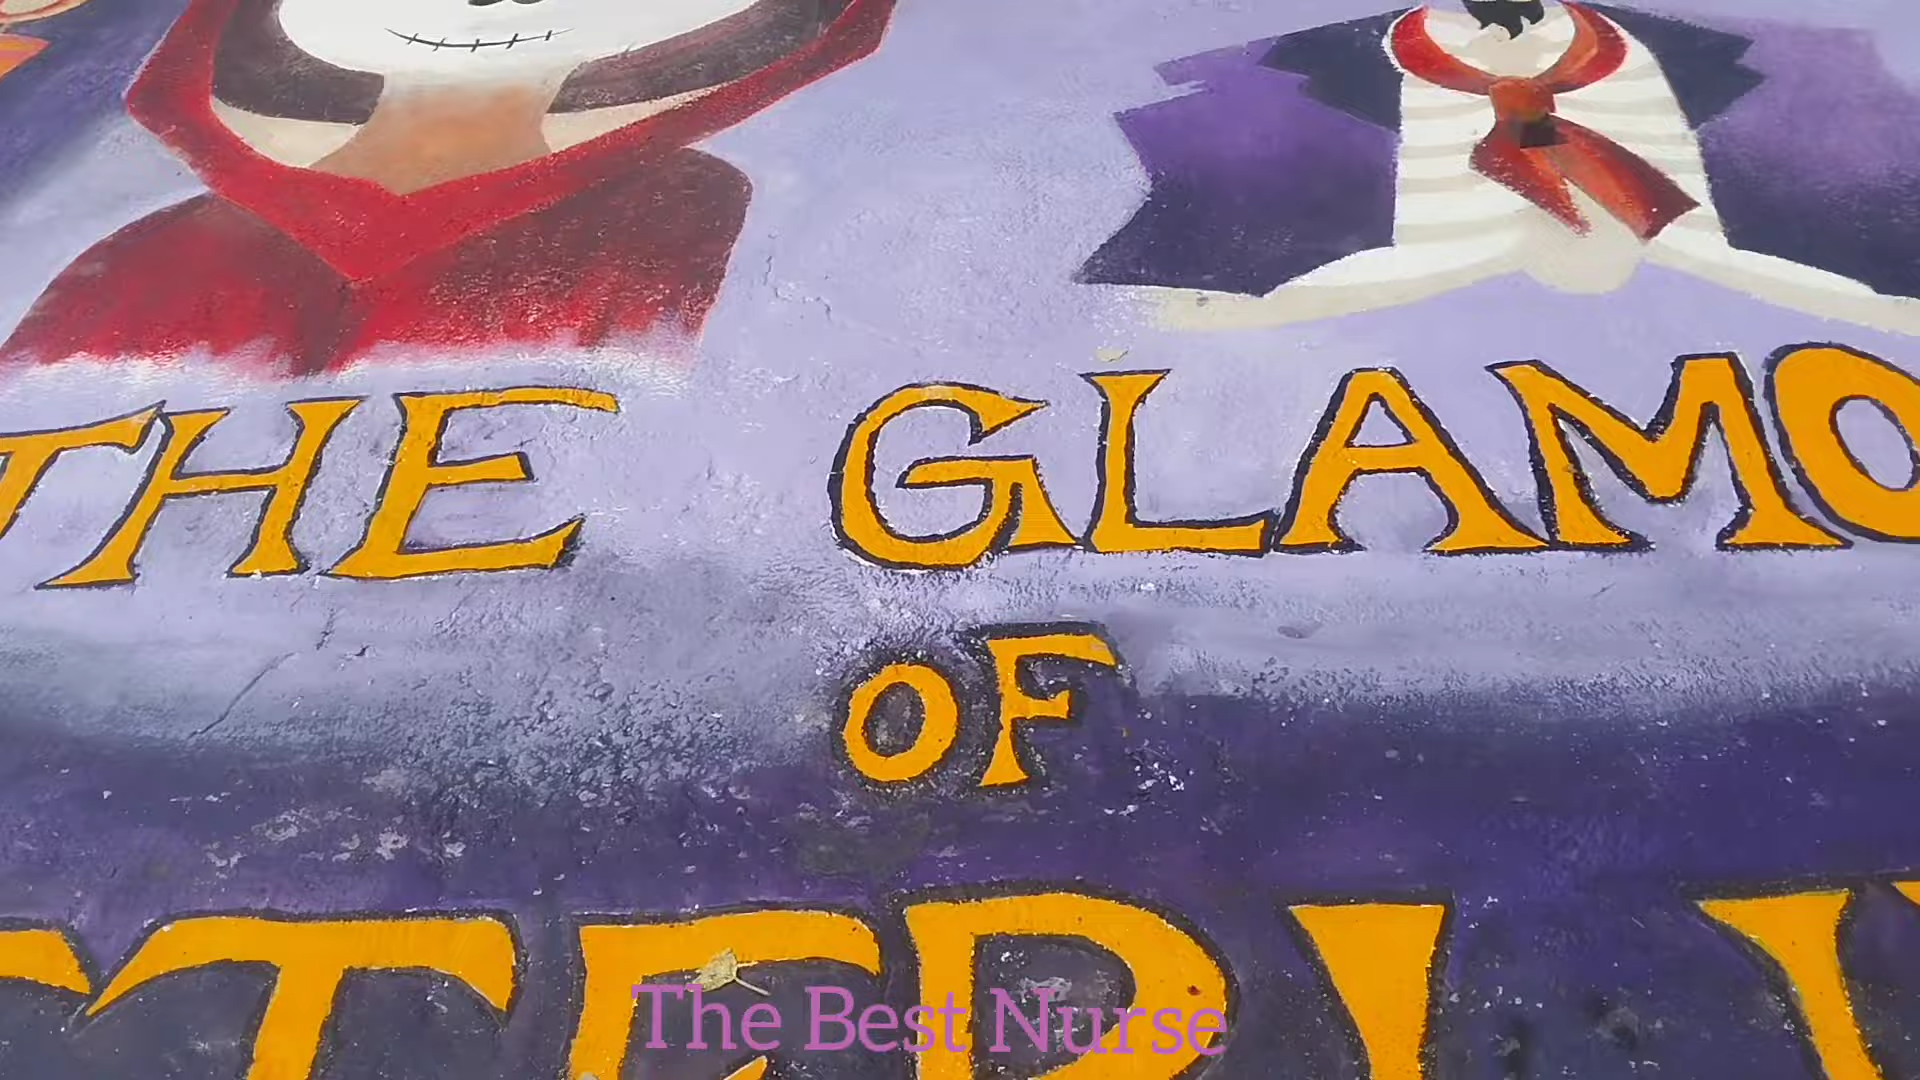 THE GLAMO
OF
The Best Nurse